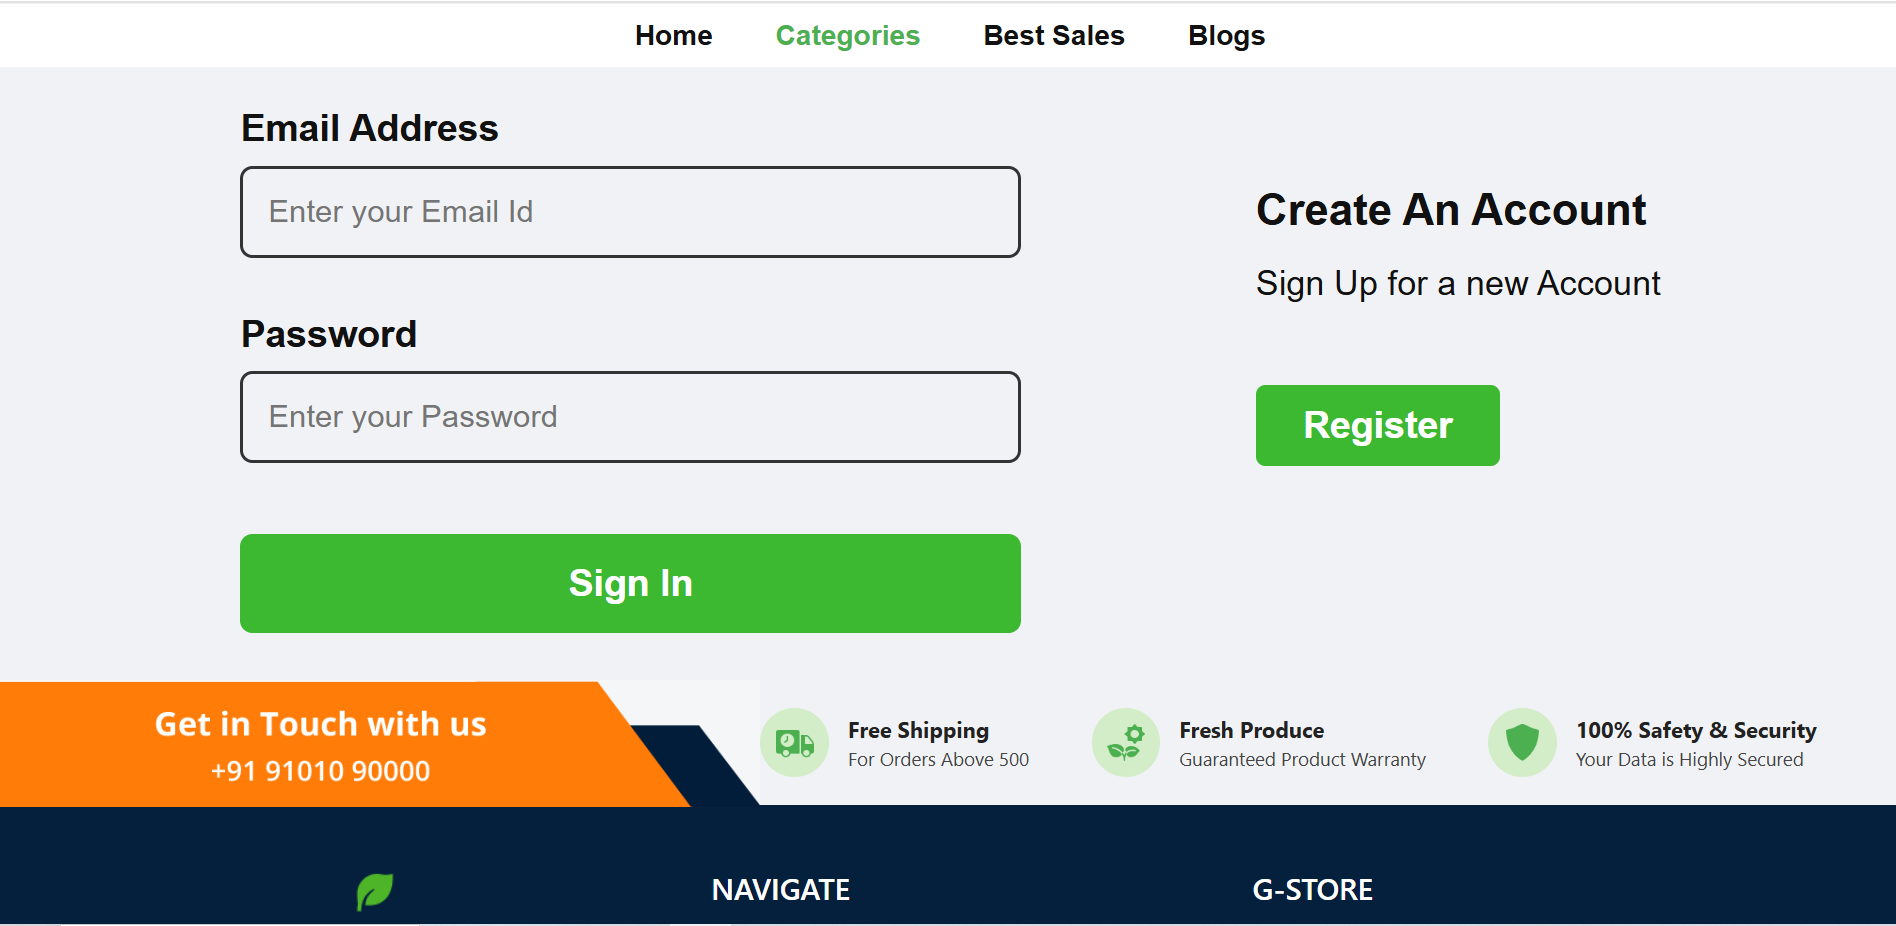 Home Categories Best Sales Blogs
Email Address
Enter your Email Id
Password
Enter your Password
Sign In
Create An Account
Sign Up for a new Account
Register
Get in Touch with us
+91 91010 90000
Free Shipping
For Orders Above 500
Fresh Produce
Guaranteed Product Warranty
100% Safety & Security
Your Data is Highly Secured
NAVIGATE
G-STORE